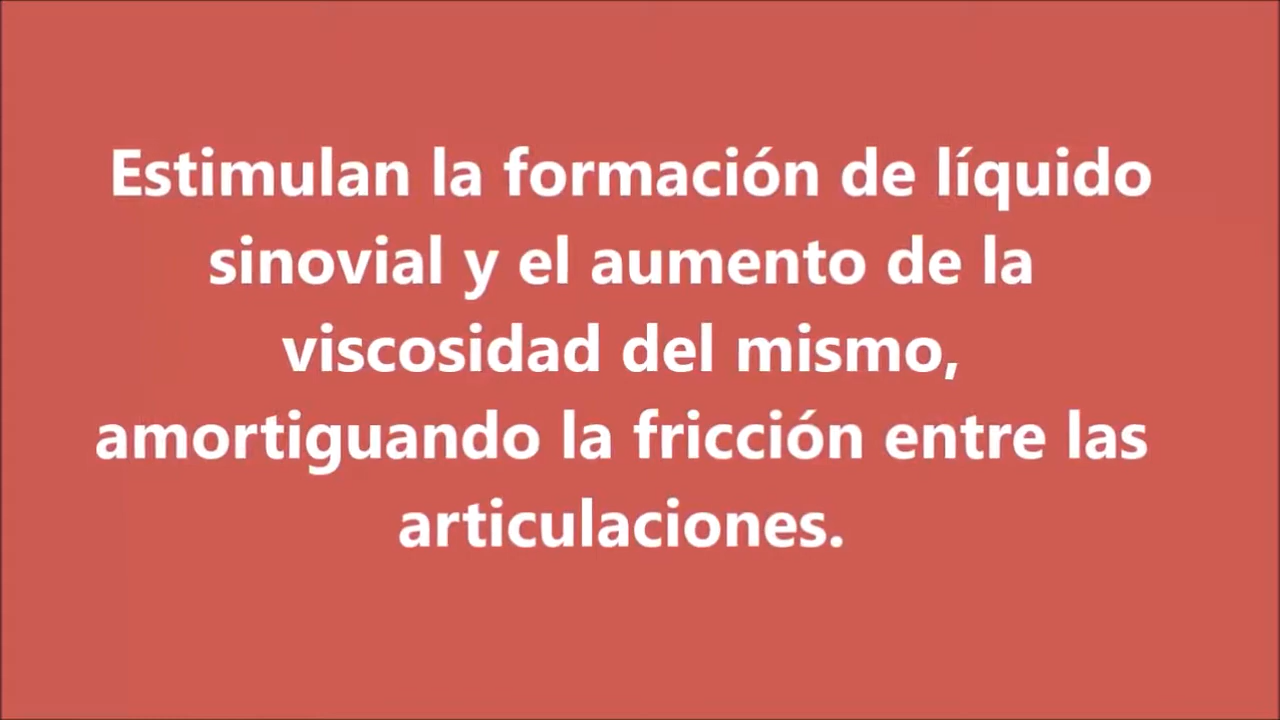 Estimulan la formación de líquido
sinovial y el aumento de la
viscosidad del mismo,
amortiguando la fricción entre las
articulaciones.